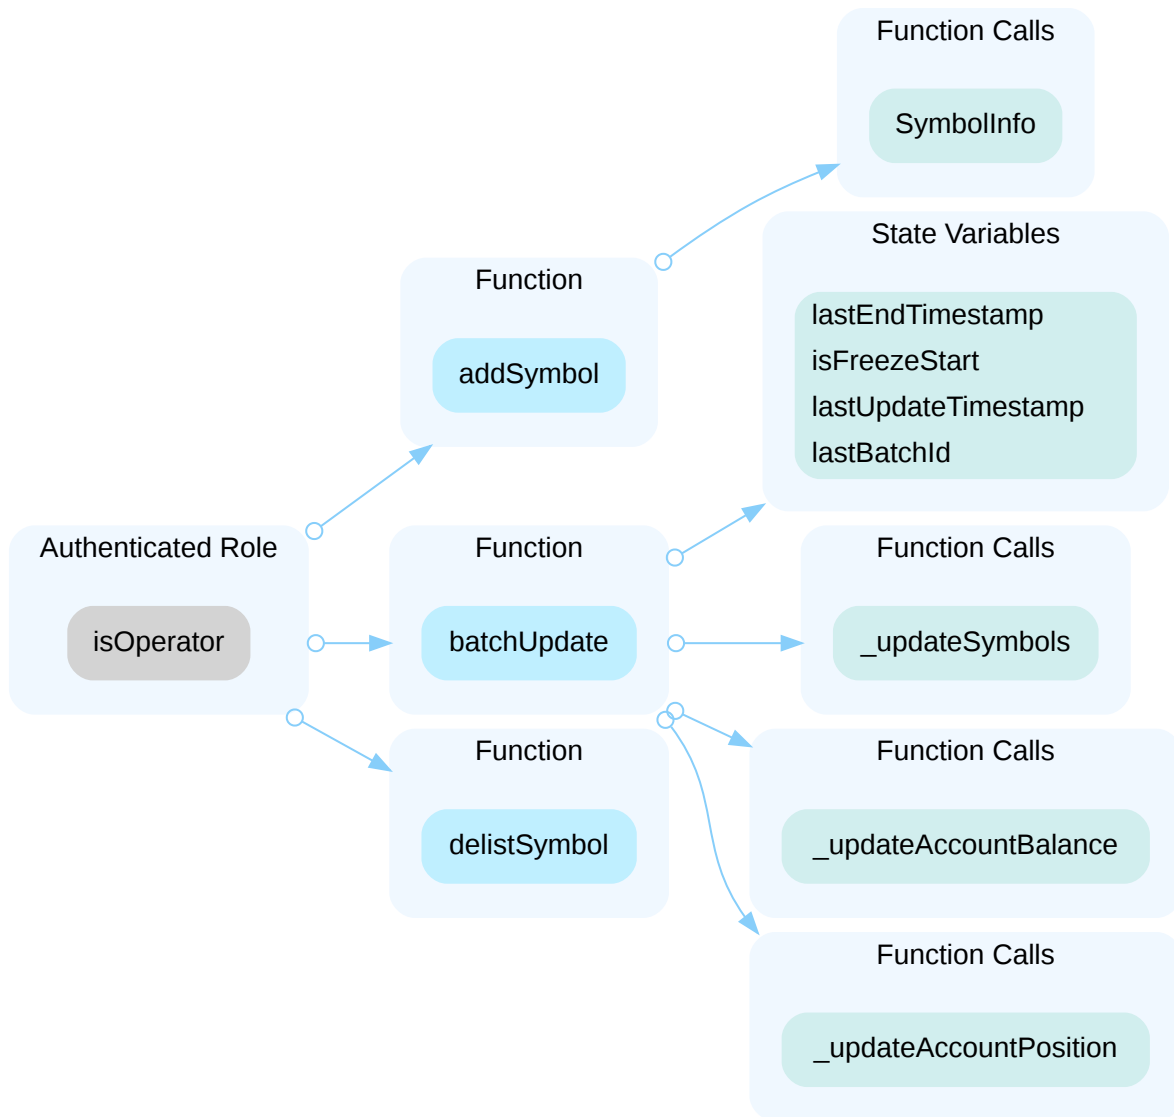 Function Calls
SymbolInfo
State Variables
lastEndTimestamp
isFreezeStart
lastUpdateTimestamp
lastBatchId
Function
addSymbol
Authenticated Role
isOperator
Function
batchUpdate
Function Calls
_updateSymbols
Function
delistSymbol
Function Calls
_updateAccountBalance
Function Calls
_updateAccountPosition